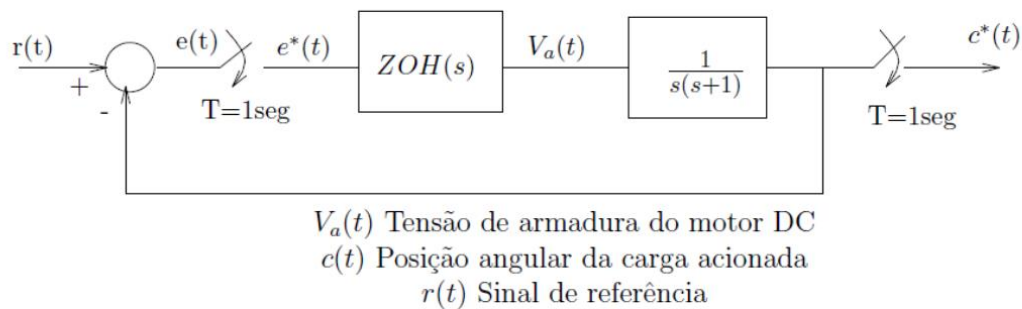 r(t)
+
-
e(t)
T=1seg
e*(t)
ZOH(s)
V_a(t)
1
s(s+1)
T=1seg
c*(t)
V_a(t) Tensão de armadura do motor DC
c(t) Posição angular da carga acionada
r(t) Sinal de referência